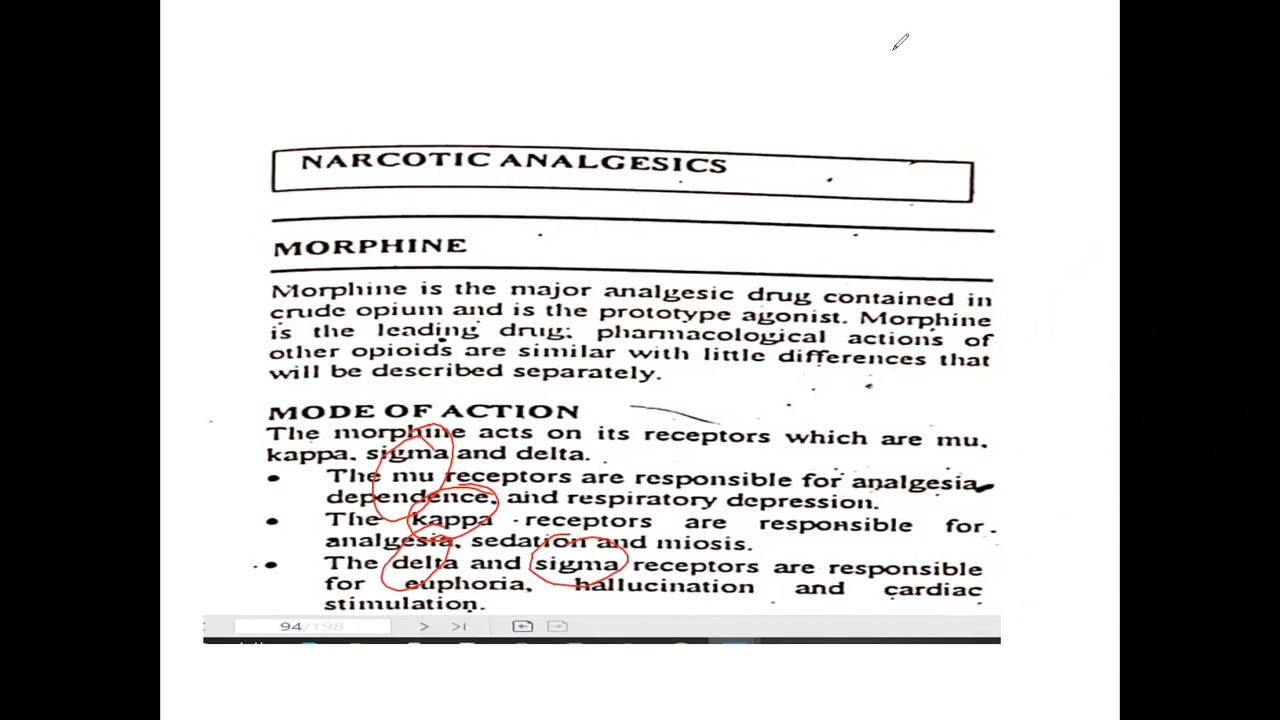 NARCOTIC ANALGESICS
MORPHINE
Morphine is the major analgesic drug contained in
crude opium and is the prototype agonist. Morphine
is the leading drug; pharmacological actions of
other opioids are similar with little differences that
will be described separately.
MODE OF ACTION
The morphine acts on its receptors which are mu,
kappa, sigma and delta.
• The mu receptors are responsible for analgesia
dependence, and respiratory depression.
• The kappa receptors are responsible for
analgesia, sedation and miosis.
• The delta and sigma receptors are responsible
for euphoria, hallucination and cardiac
stimulation.
94/198